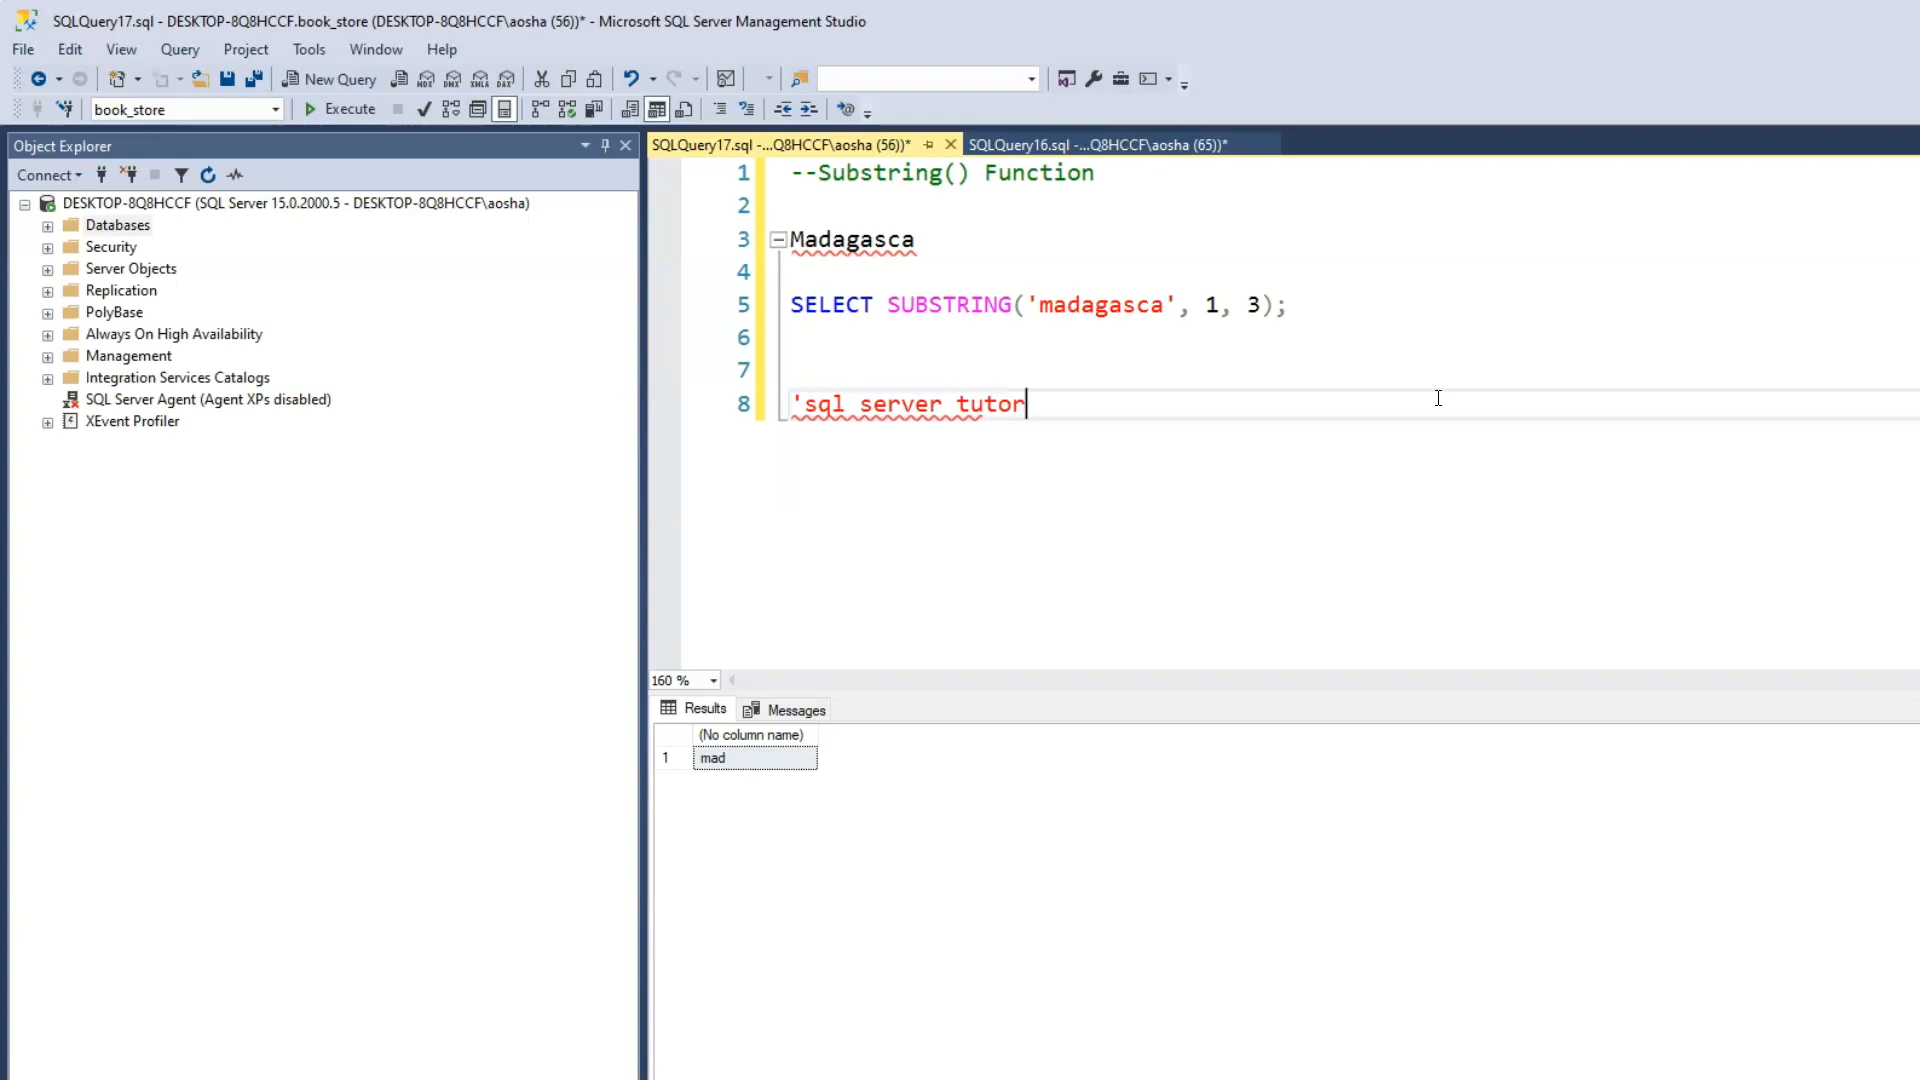 SQLQuery17.sql - DESKTOP-8Q8HCCF.book_store (DESKTOP-8Q8HCCF\aosha (56))* - Microsoft SQL Server Management Studio
File Edit View Query Project Tools Window Help
New Query MDX DMX XMLA DAX
book_store Execute
Object Explorer
Connect
DESKTOP-8Q8HCCF (SQL Server 15.0.2000.5 - DESKTOP-8Q8HCCF\aosha)
Databases
Security
Server Objects
Replication
PolyBase
Always On High Availability
Management
Integration Services Catalogs
SQL Server Agent (Agent XPs disabled)
XEvent Profiler
SQLQuery17.sql -...Q8HCCF\aosha (56))* SQLQuery16.sql -...Q8HCCF\aosha (65))*
1 --Substring() Function
2
3 Madagasca
4
5 SELECT SUBSTRING('madagasca', 1, 3);
6
7
8 'sql server tutor
160 %
Results Messages
(No column name)
1 mad